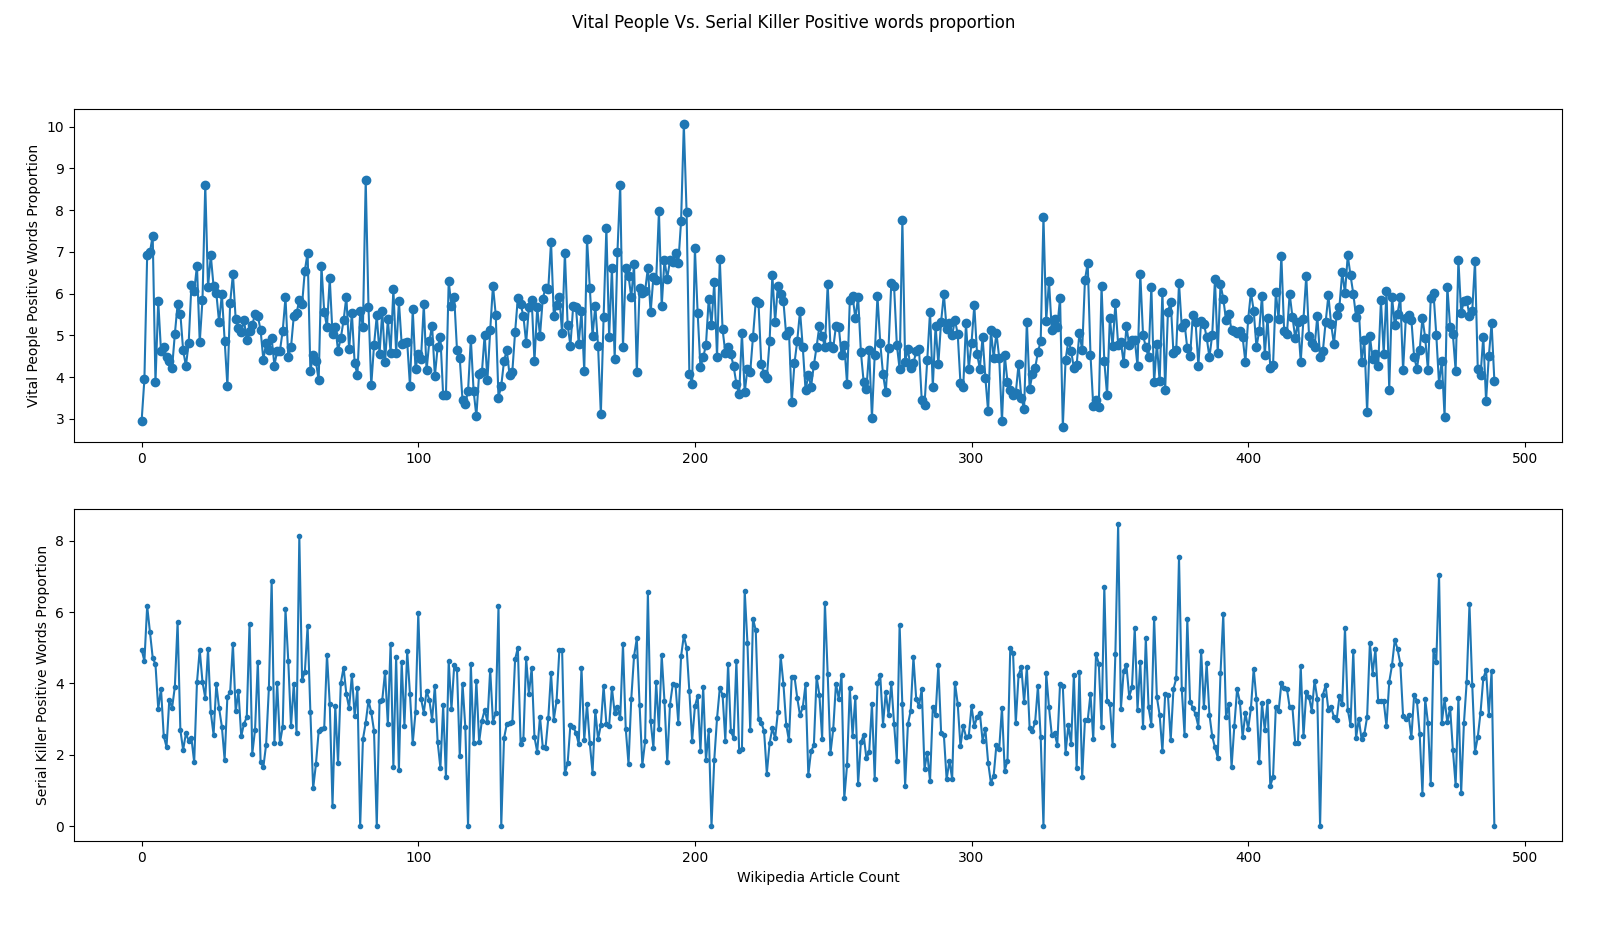 Vital People Vs. Serial Killer Positive words proportion
Vital People Positive Words Proportion
10
9
8
7
6
5
4
3
0 100 200 300 400 500
Serial Killer Positive Words Proportion
8
6
4
2
0
0 100 200 300 400 500
Wikipedia Article Count